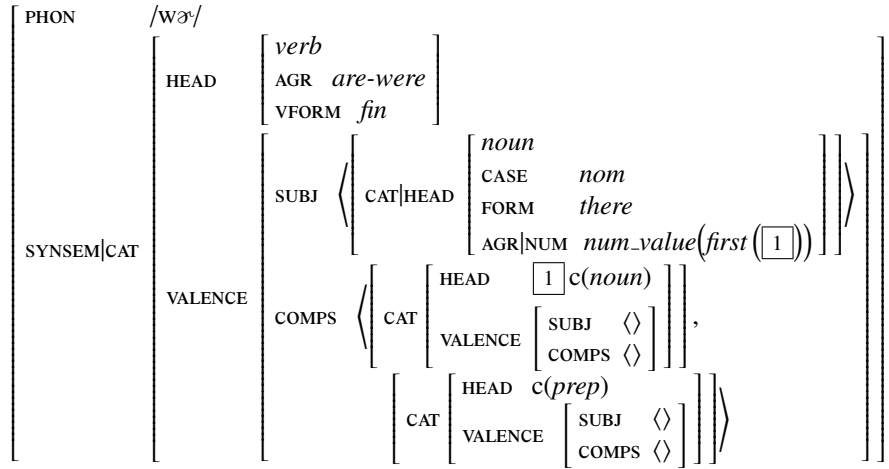 PHON /wɚ/
verb
HEAD AGR are-were
VFORM fin
noun
CASE nom
SUBJ ⟨ CAT|HEAD FORM there ⟩
AGR|NUM num_value(first(1))
SYNSEM|CAT
HEAD 1 c(noun)
VALENCE COMPS ⟨ CAT VALENCE SUBJ ⟨⟩ ,
COMPS ⟨⟩
HEAD c(prep)
CAT VALENCE SUBJ ⟨⟩ ⟩
COMPS ⟨⟩